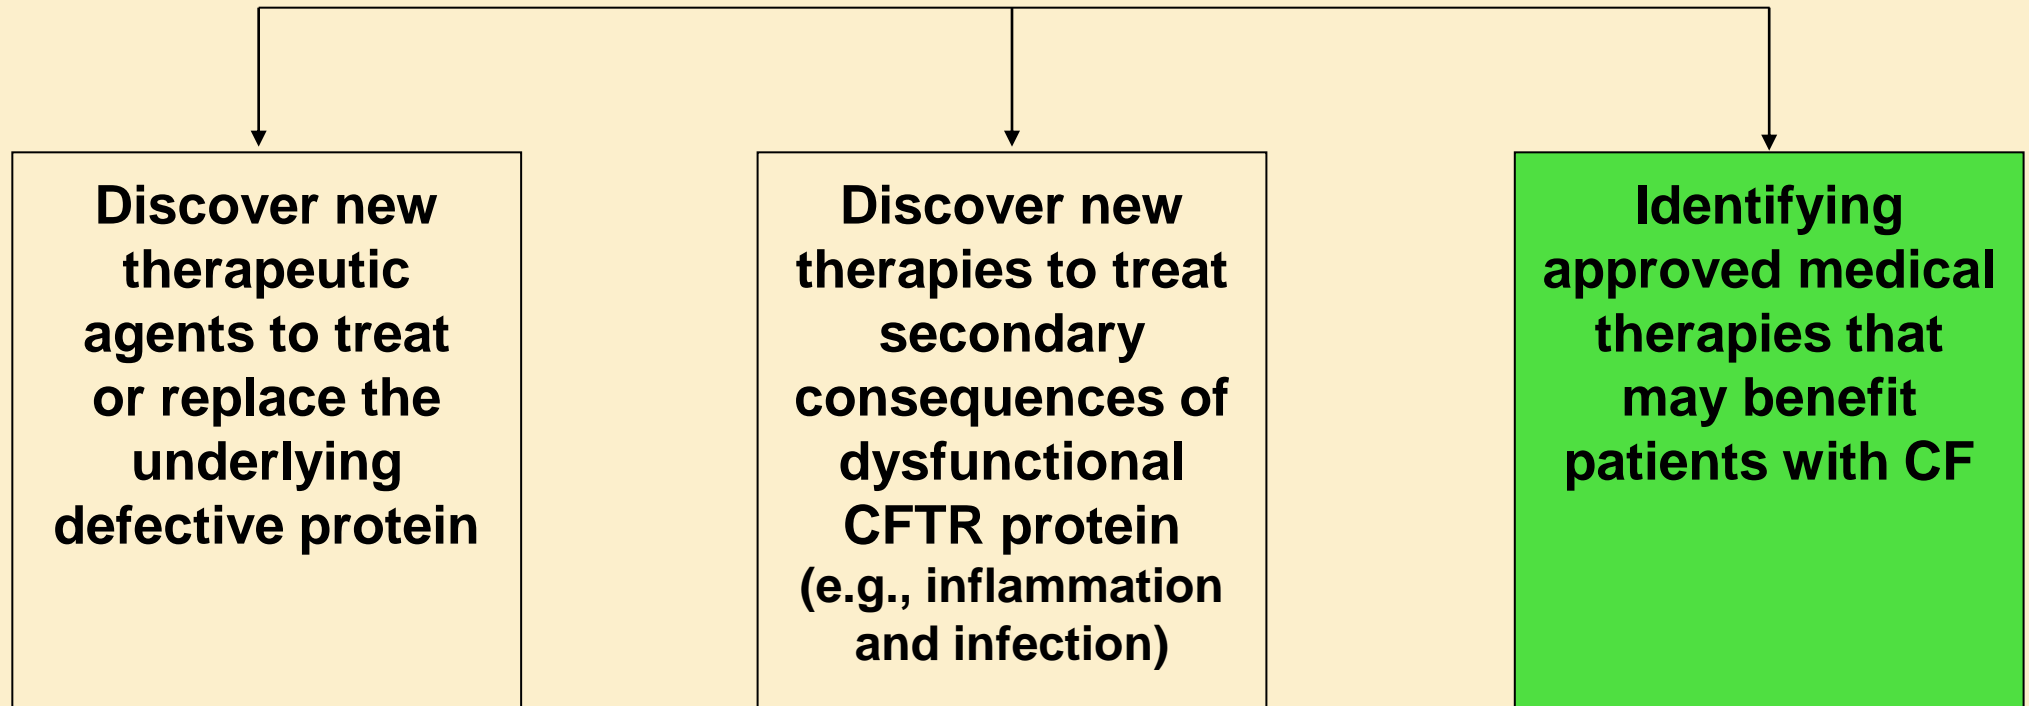 Discover new
therapeutic
agents to treat
or replace the
underlying
defective protein
Discover new
therapies to treat
secondary
consequences of
dysfunctional
CFTR protein
(e.g., inflammation
and infection)
Identifying
approved medical
therapies that
may benefit
patients with CF